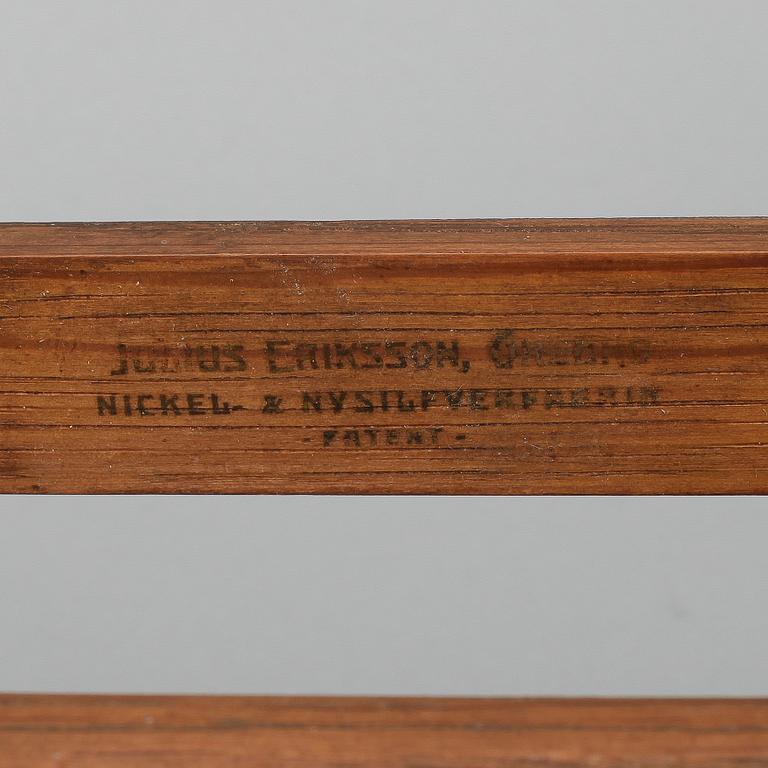 JULIUS ERIKSSON, ÖREBRO
NICKEL- & NYSILFVERFABRIK
- PATENT -